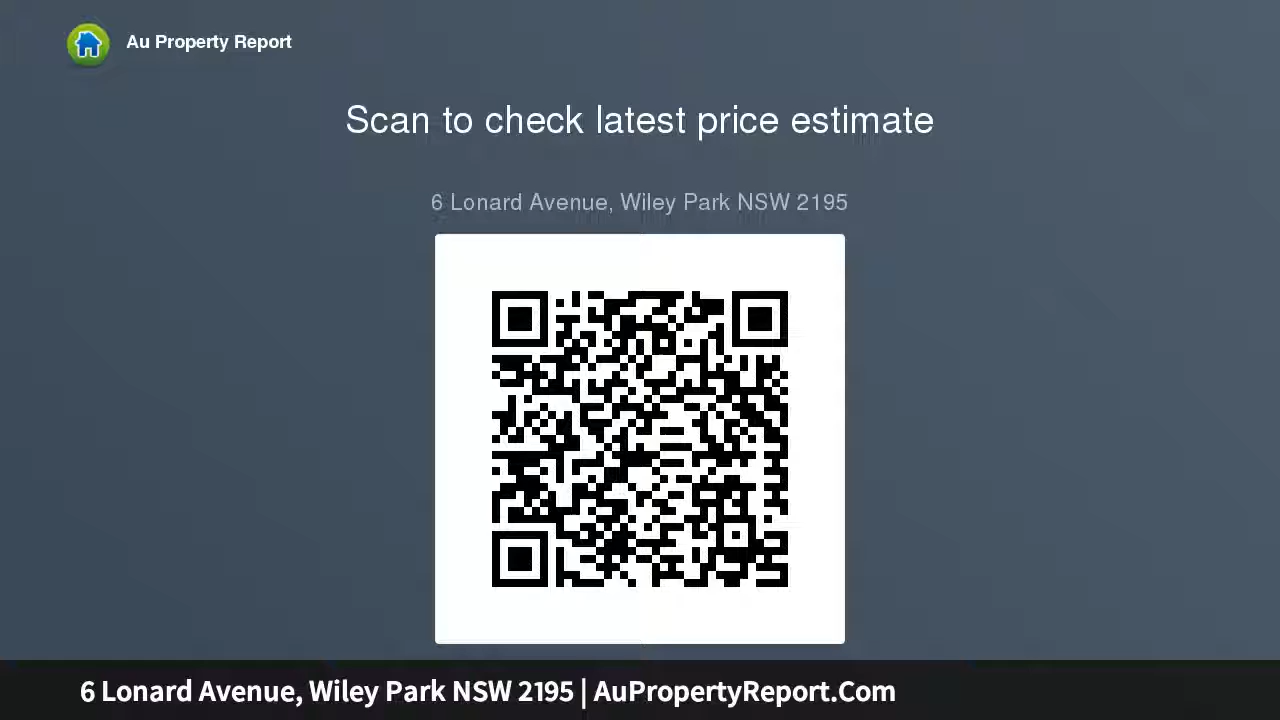 Au Property Report
Scan to check latest price estimate
6 Lonard Avenue, Wiley Park NSW 2195
6 Lonard Avenue, Wiley Park NSW 2195 | AuPropertyReport.Com